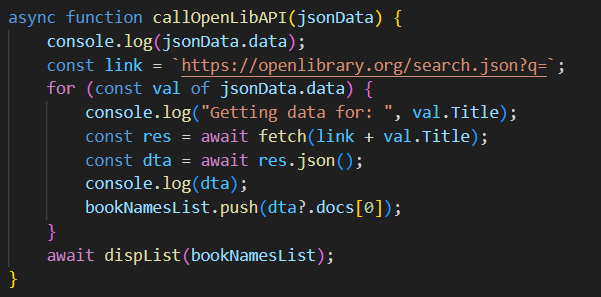 async function callOpenLibAPI(jsonData) {
    console.log(jsonData.data);
    const link = `https://openlibrary.org/search.json?q=`;
    for (const val of jsonData.data) {
        console.log("Getting data for: ", val.Title);
        const res = await fetch(link + val.Title);
        const dta = await res.json();
        console.log(dta);
        bookNamesList.push(dta?.docs[0]);
    }
    await dispList(bookNamesList);
}